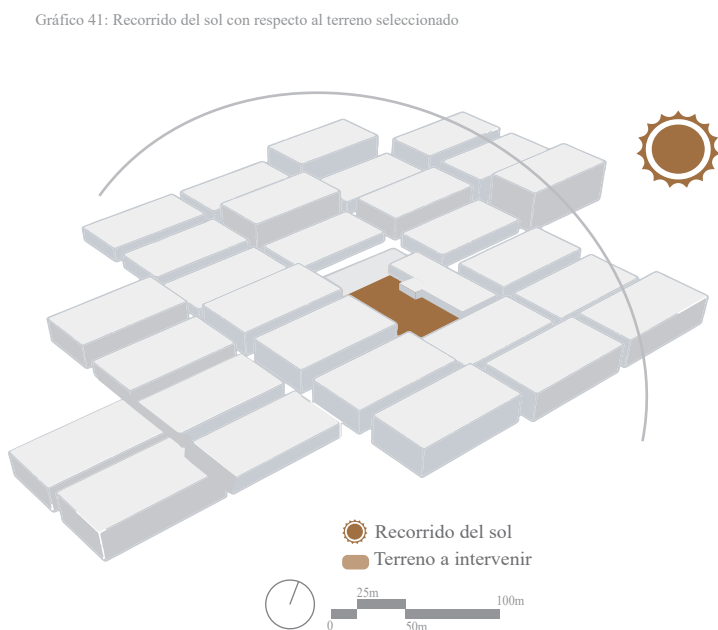 Gráfico 41: Recorrido del sol con respecto al terreno seleccionado
Recorrido del sol
Terreno a intervenir
25m
100m
0
50m